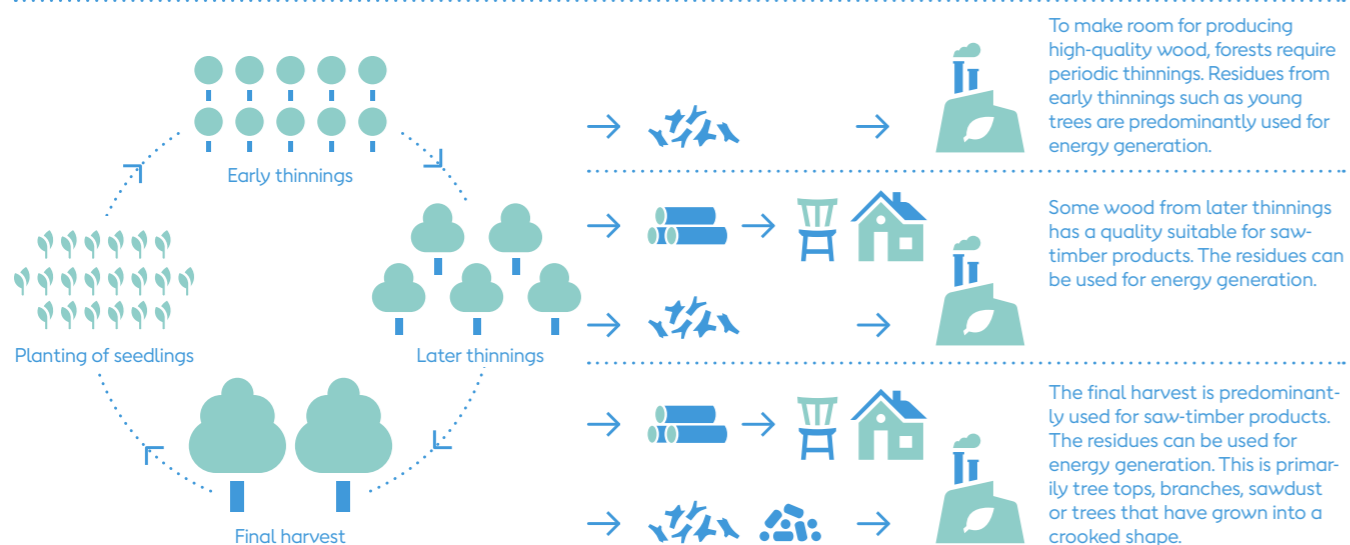 To make room for producing
high-quality wood, forests require
periodic thinnings. Residues from
early thinnings such as young
trees are predominantly used for
energy generation.
Early thinnings
Some wood from later thinnings
has a quality suitable for saw-
timber products. The residues can
be used for energy generation.
Planting of seedlings
Later thinnings
The final harvest is predominant-
ly used for saw-timber products.
The residues can be used for
energy generation. This is primar-
ily tree tops, branches, sawdust
or trees that have grown into a
crooked shape.
Final harvest